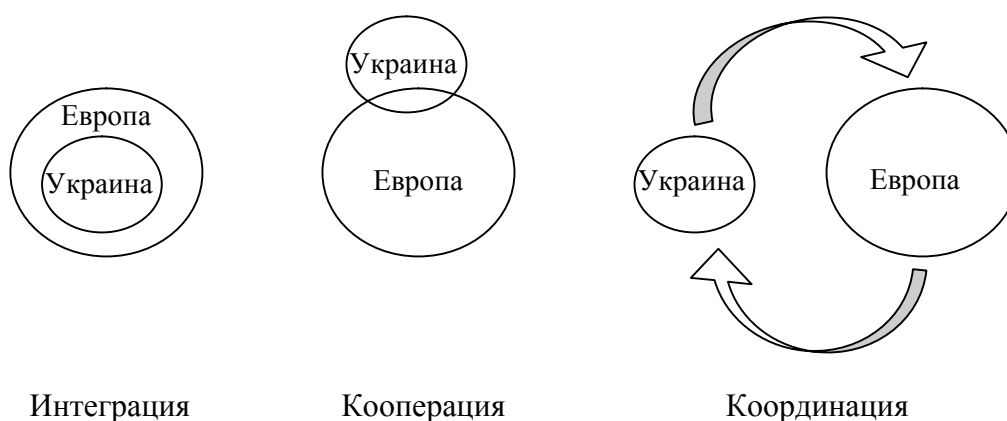 Европа
Украина
Украина
Европа
Украина
Европа
Интеграция
Кооперация
Координация